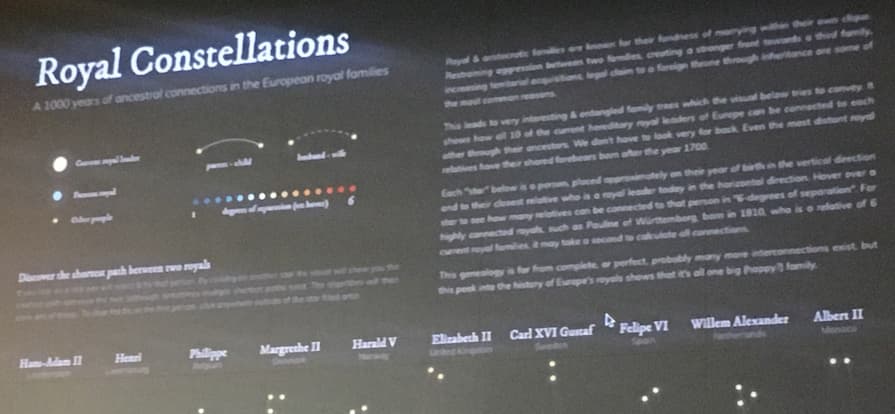 Royal Constellations
A 1000 years of ancestral connections in the European royal families
Current royal leader
Famous royal
Other people
parent - child
husband - wife
1
degrees of separation (on hover)
6
Discover the shortest path between two royals
Royal & aristocratic families are known for their fondness of marrying within their own clique.
Restraining aggression between two families, creating a stronger front towards a third family,
increasing territorial acquisitions, legal claim to a foreign throne through inheritance are some of
the most common reasons.
This leads to very interesting & entangled family trees which the visual below tries to convey. It
shows how all 10 of the current hereditary royal leaders of Europe can be connected to each
other through their ancestors. We don't have to look very far back. Even the most distant royal
relatives have their shared forebears born after the year 1700.
Each "star" below is a person, placed approximately on their year of birth in the vertical direction
and to their closest relative who is a royal leader today in the horizontal direction. Hover over a
star to see how many relatives can be connected to that person in "6-degrees of separation". For
highly connected royals, such as Pauline of Württemberg, born in 1810, who is a relative of 6
current royal families, it may take a second to calculate all connections.
This genealogy is far from complete, or perfect, probably many more interconnections exist, but
this peek into the history of Europe's royals shows that it's all one big (happy?) family.
Hans-Adam II
Henri
Philippe
Margrethe II
Harald V
Elizabeth II
Carl XVI Gustaf
Felipe VI
Willem Alexander
Albert II
Luxembourg
Belgium
Denmark
Norway
United Kingdom
Sweden
Spain
Netherlands
Monaco